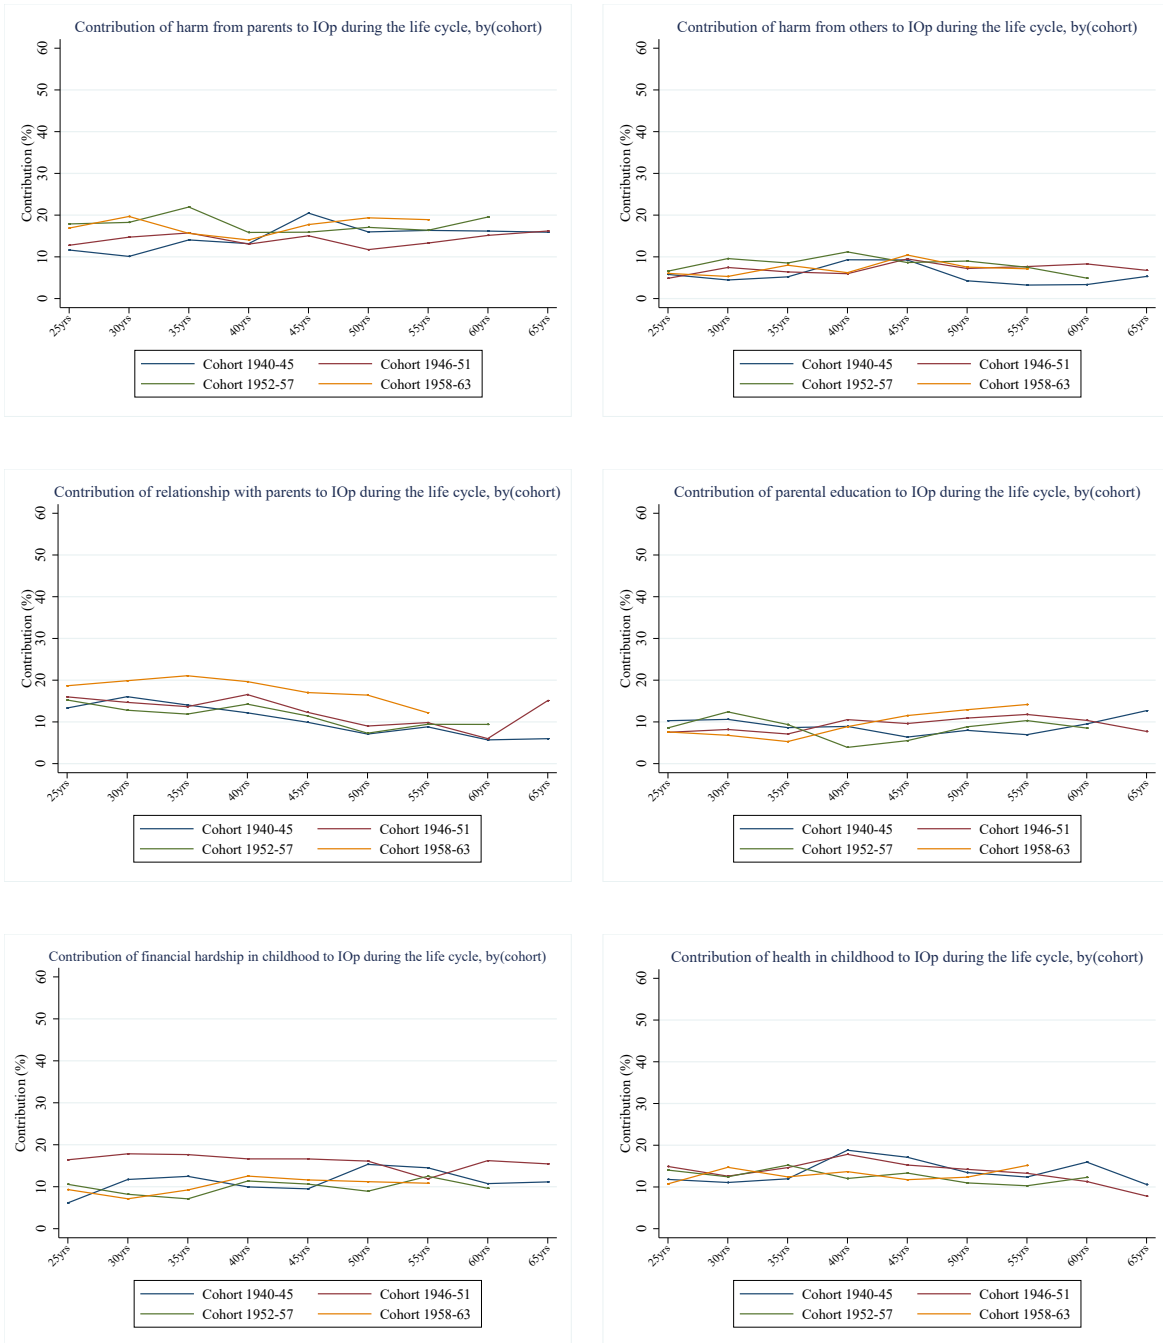 Contribution of harm from parents to IOp during the life cycle, by(cohort)
Contribution (%)
60
50
40
30
20
10
0
25yrs
30yrs
35yrs
40yrs
45yrs
50yrs
55yrs
60yrs
65yrs
Cohort 1940-45
Cohort 1946-51
Cohort 1952-57
Cohort 1958-63
Contribution of harm from others to IOp during the life cycle, by(cohort)
Contribution (%)
60
50
40
30
20
10
0
25yrs
30yrs
35yrs
40yrs
45yrs
50yrs
55yrs
60yrs
65yrs
Cohort 1940-45
Cohort 1946-51
Cohort 1952-57
Cohort 1958-63
Contribution of relationship with parents to IOp during the life cycle, by(cohort)
Contribution (%)
60
50
40
30
20
10
0
25yrs
30yrs
35yrs
40yrs
45yrs
50yrs
55yrs
60yrs
65yrs
Cohort 1940-45
Cohort 1946-51
Cohort 1952-57
Cohort 1958-63
Contribution of parental education to IOp during the life cycle, by(cohort)
Contribution (%)
60
50
40
30
20
10
0
25yrs
30yrs
35yrs
40yrs
45yrs
50yrs
55yrs
60yrs
65yrs
Cohort 1940-45
Cohort 1946-51
Cohort 1952-57
Cohort 1958-63
Contribution of financial hardship in childhood to IOp during the life cycle, by(cohort)
Contribution (%)
60
50
40
30
20
10
0
25yrs
30yrs
35yrs
40yrs
45yrs
50yrs
55yrs
60yrs
65yrs
Cohort 1940-45
Cohort 1946-51
Cohort 1952-57
Cohort 1958-63
Contribution of health in childhood to IOp during the life cycle, by(cohort)
Contribution (%)
60
50
40
30
20
10
0
25yrs
30yrs
35yrs
40yrs
45yrs
50yrs
55yrs
60yrs
65yrs
Cohort 1940-45
Cohort 1946-51
Cohort 1952-57
Cohort 1958-63